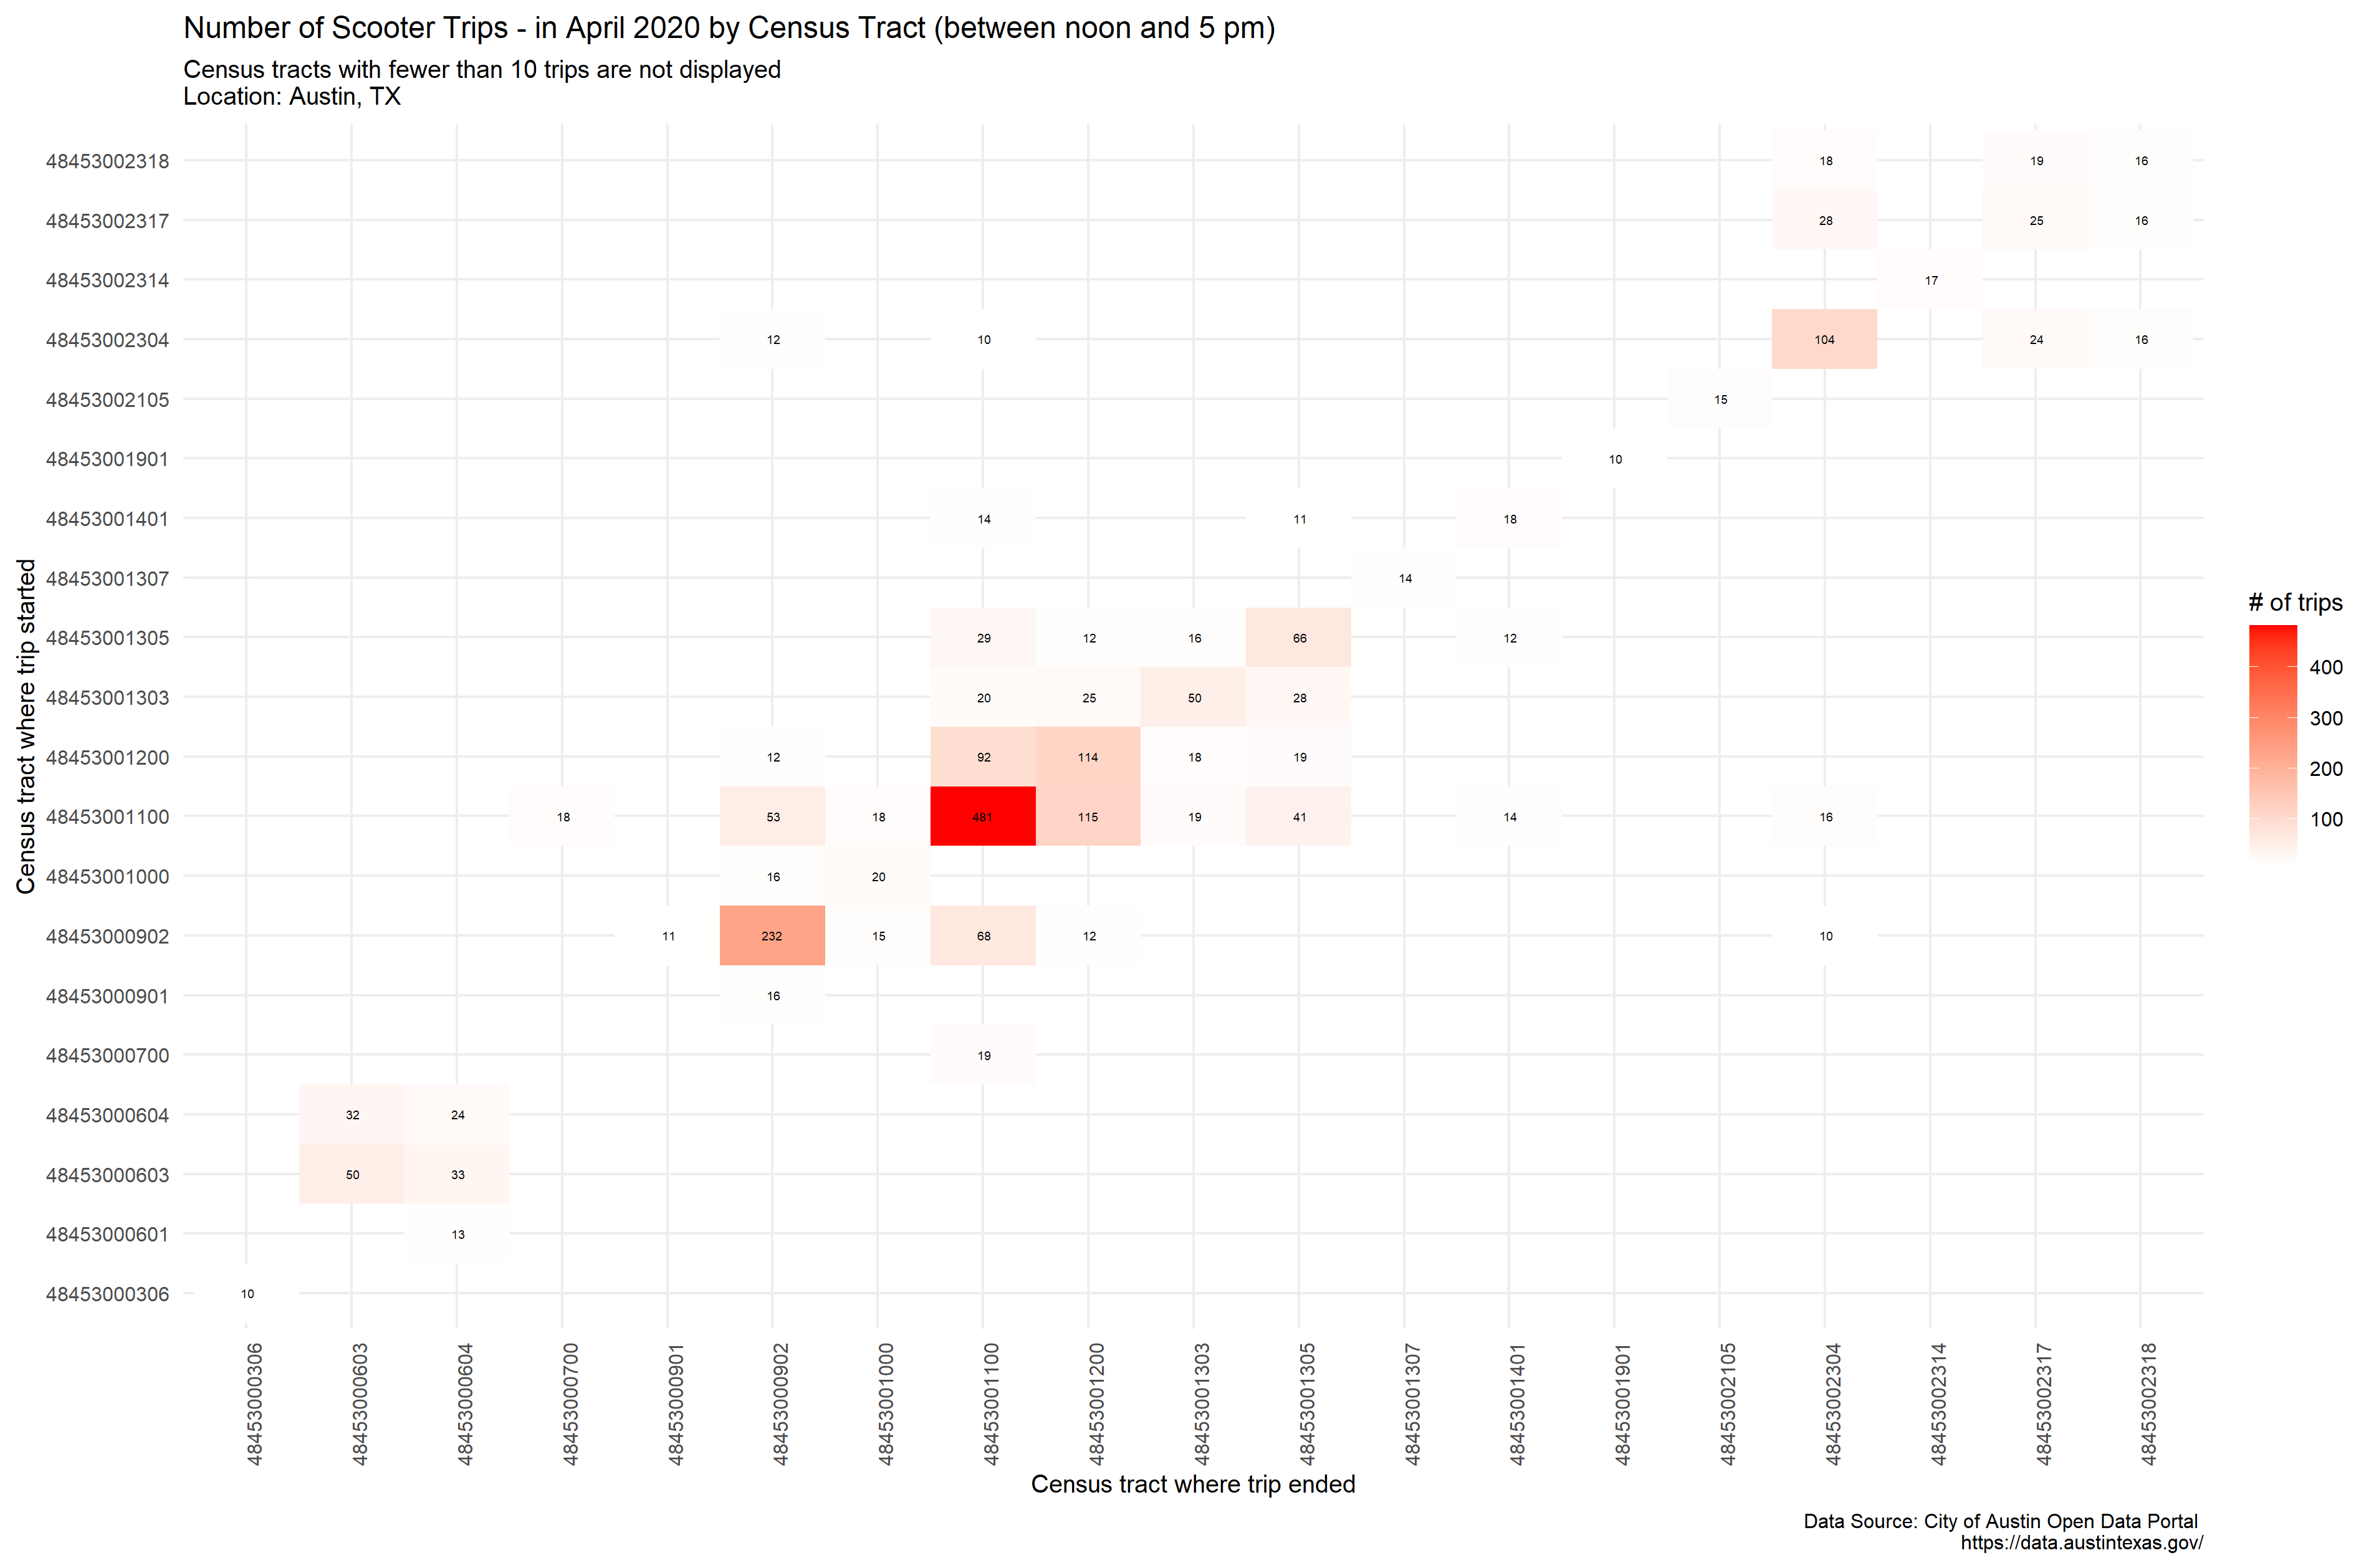 Number of Scooter Trips - in April 2020 by Census Tract (between noon and 5 pm)
Census tracts with fewer than 10 trips are not displayed
Location: Austin, TX
Census tract where trip started
48453002318 18 19 16
48453002317 28 25 16
48453002314 17
48453002304 12 10 104 24 16
48453002105 15
48453001901 10
48453001401 14 11 18
48453001307 14
48453001305 29 12 16 66 12
48453001303 20 25 50 28
48453001200 12 92 114 18 19
48453001100 18 53 18 481 115 19 41 14 16
48453001000 16 20
48453000902 11 232 15 68 12 10
48453000901 16
48453000700 19
48453000604 32 24
48453000603 50 33
48453000601 13
48453000306 10
48453000306
48453000603
48453000604
48453000700
48453000901
48453000902
48453001000
48453001100
48453001200
48453001303
48453001305
48453001307
48453001401
48453001901
48453002105
48453002304
48453002314
48453002317
48453002318
Census tract where trip ended
# of trips
400
300
200
100
Data Source: City of Austin Open Data Portal
https://data.austintexas.gov/